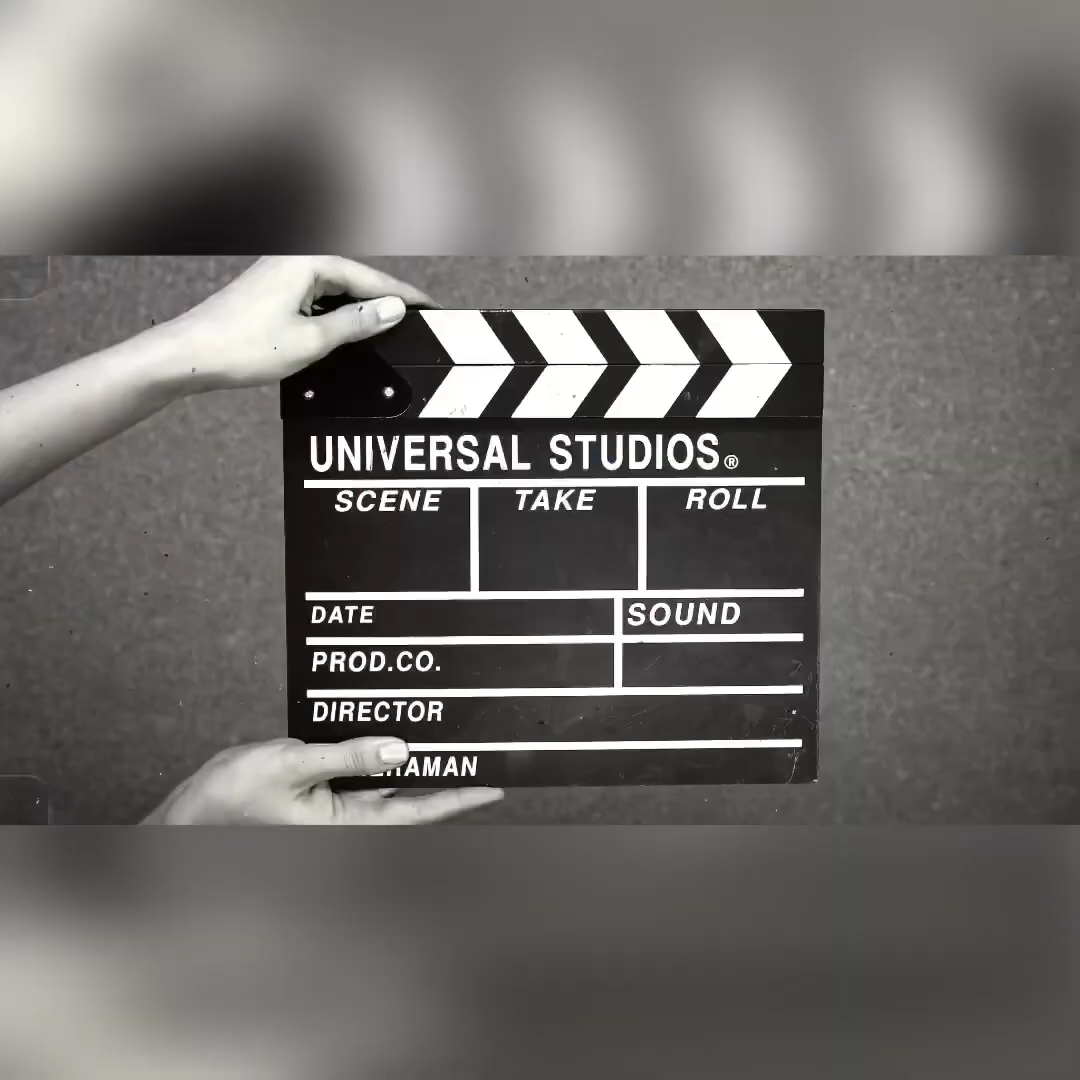 UNIVERSAL STUDIOS®
SCENE TAKE ROLL
DATE SOUND
PROD.CO.
DIRECTOR